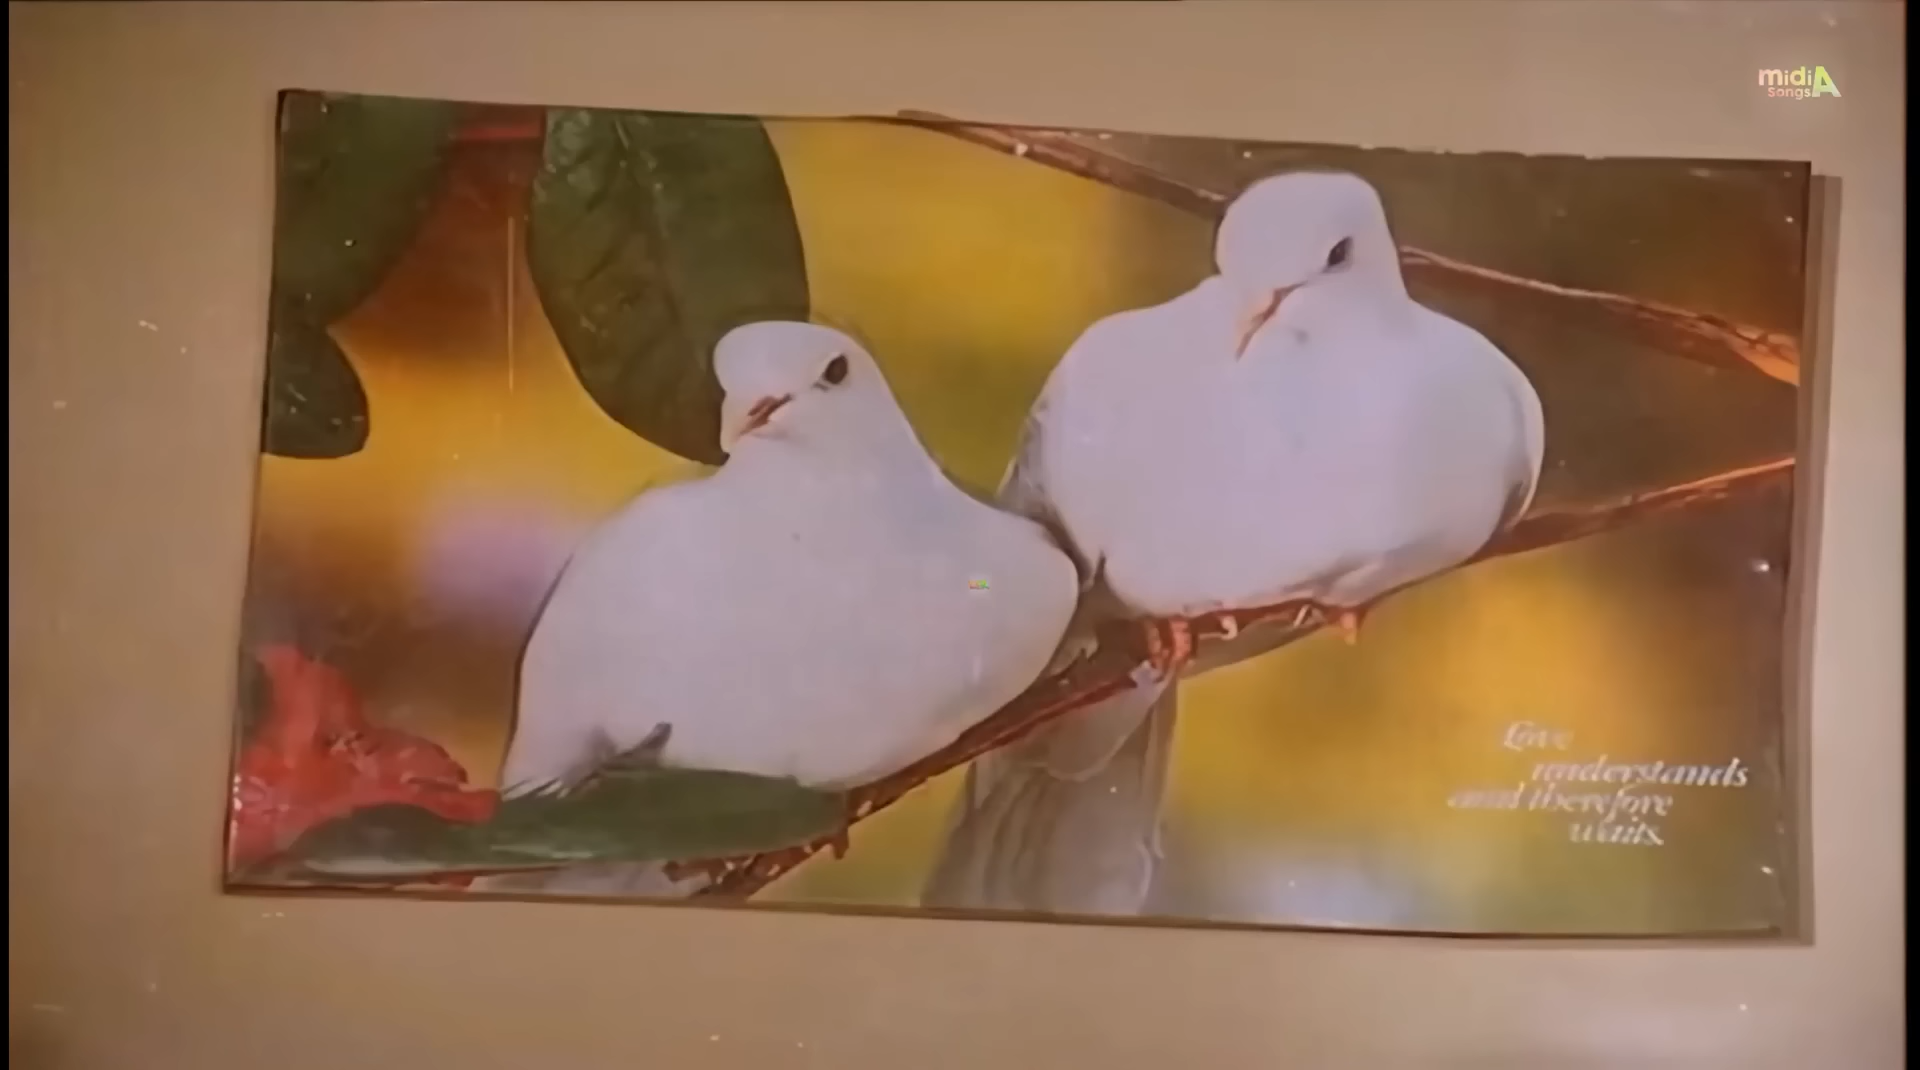 midiA
Songs
Love
understands
and therefore
waits